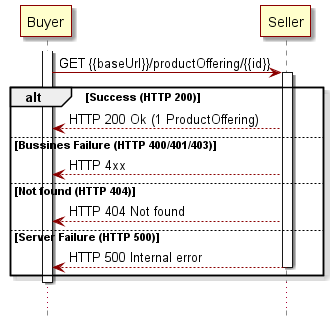 Buyer
Seller
GET {{baseUrl}}/productOffering/{{id}}
alt
[Success (HTTP 200)]
HTTP 200 Ok (1 ProductOffering)
[Bussines Failure (HTTP 400/401/403)]
HTTP 4xx
[Not found (HTTP 404)]
HTTP 404 Not found
[Server Failure (HTTP 500)]
HTTP 500 Internal error